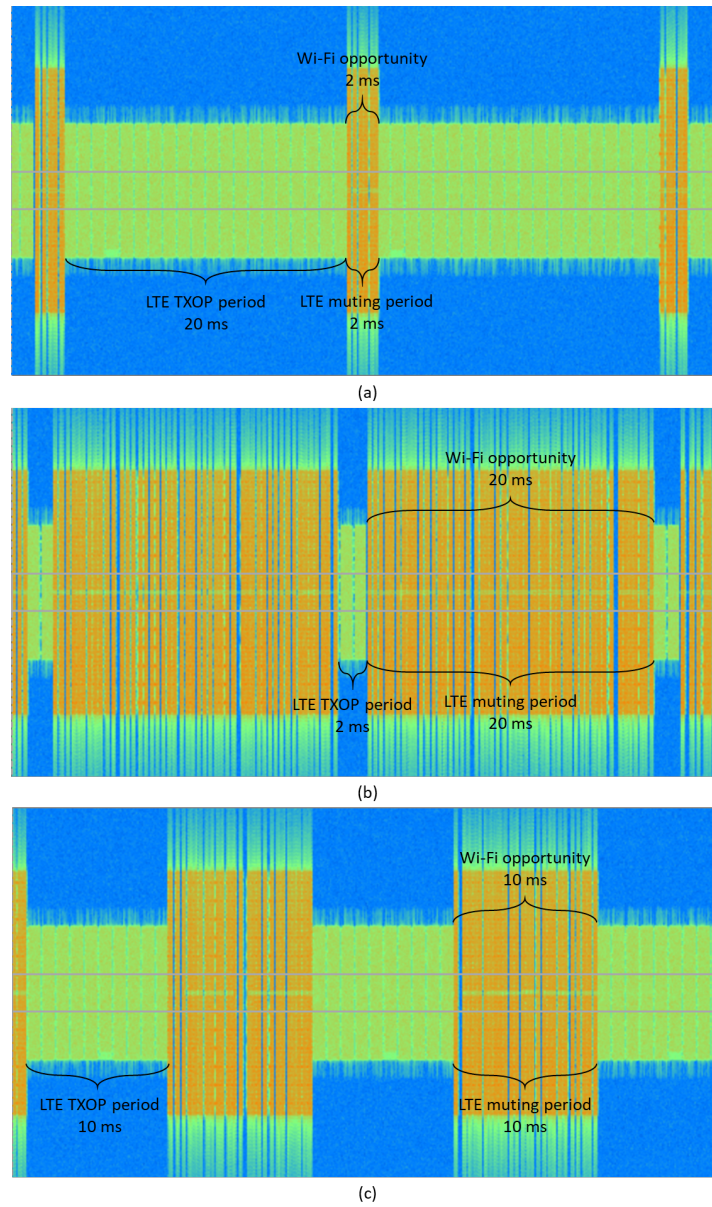 Wi-Fi opportunity
2 ms
LTE TXOP period
20 ms
LTE muting period
2 ms
(a)
Wi-Fi opportunity
20 ms
LTE TXOP period
2 ms
LTE muting period
20 ms
(b)
Wi-Fi opportunity
10 ms
LTE TXOP period
10 ms
LTE muting period
10 ms
(c)